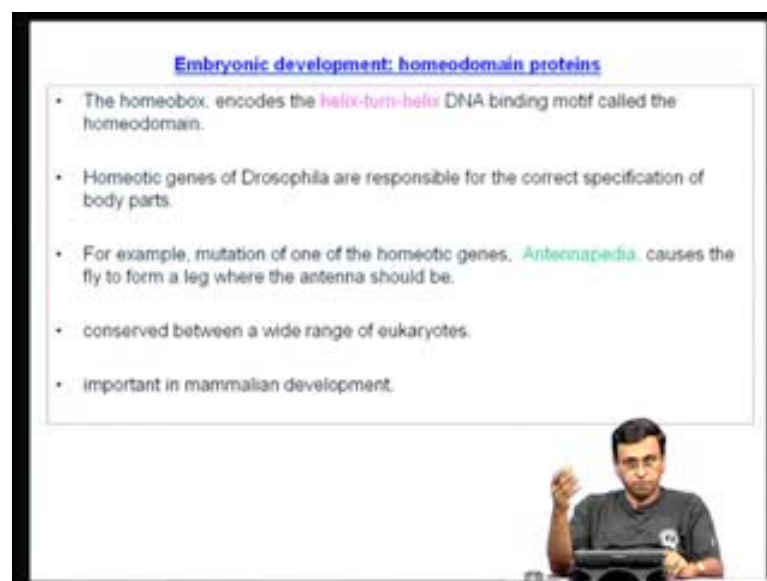 Embryonic development: homeodomain proteins
• The homeobox, encodes the helix-turn-helix DNA binding motif called the
homeodomain.
• Homeotic genes of Drosophila are responsible for the correct specification of
body parts.
• For example, mutation of one of the homeotic genes, Antennapedia, causes the
fly to form a leg where the antenna should be.
• conserved between a wide range of eukaryotes.
• important in mammalian development.